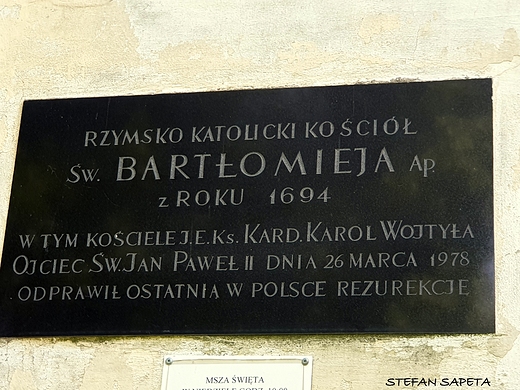 RZYMSKO KATOLICKI KOŚCIÓŁ
ŚW. BARTŁOMIEJA AP.
Z ROKU 1694
W TYM KOŚCIELE J.E. KS. KARD. KAROL WOJTYŁA
OJCIEC ŚW. JAN PAWEŁ II DNIA 26 MARCA 1978
ODPRAWIŁ OSTATNIA W POLSCE REZUREKCJĘ
MSZA ŚWIĘTA
STEFAN SAPETA